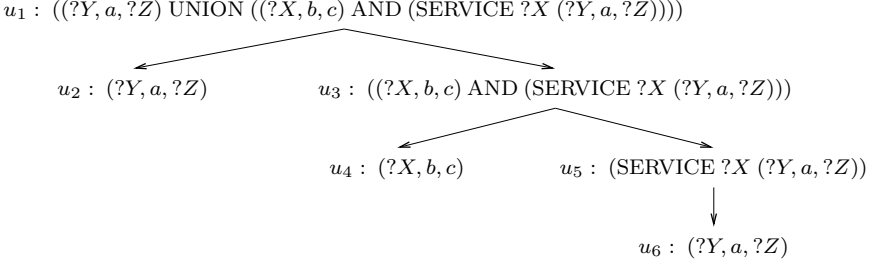 u₁ : ((?Y, a, ?Z) UNION ((?X, b, c) AND (SERVICE ?X (?Y, a, ?Z))))
u₂ : (?Y, a, ?Z) u₃ : ((?X, b, c) AND (SERVICE ?X (?Y, a, ?Z)))
u₄ : (?X, b, c) u₅ : (SERVICE ?X (?Y, a, ?Z))
u₆ : (?Y, a, ?Z)